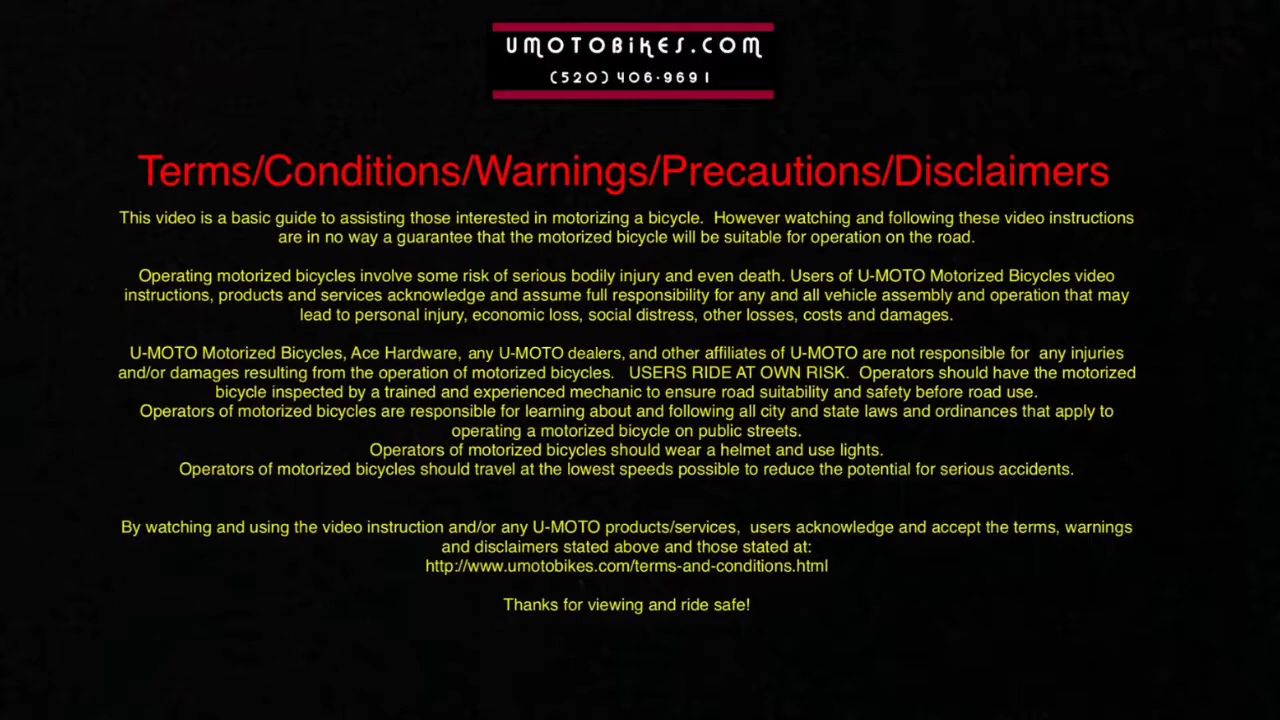 UMOTOBIKES.COM
(520) 406-9691
Terms/Conditions/Warnings/Precautions/Disclaimers
This video is a basic guide to assisting those interested in motorizing a bicycle.  However watching and following these video instructions
are in no way a guarantee that the motorized bicycle will be suitable for operation on the road.
Operating motorized bicycles involve some risk of serious bodily injury and even death. Users of U-MOTO Motorized Bicycles video
instructions, products and services acknowledge and assume full responsibility for any and all vehicle assembly and operation that may
lead to personal injury, economic loss, social distress, other losses, costs and damages.
U-MOTO Motorized Bicycles, Ace Hardware, any U-MOTO dealers, and other affiliates of U-MOTO are not responsible for  any injuries
and/or damages resulting from the operation of motorized bicycles.   USERS RIDE AT OWN RISK.  Operators should have the motorized
bicycle inspected by a trained and experienced mechanic to ensure road suitability and safety before road use.
Operators of motorized bicycles are responsible for learning about and following all city and state laws and ordinances that apply to
operating a motorized bicycle on public streets.
Operators of motorized bicycles should wear a helmet and use lights.
Operators of motorized bicycles should travel at the lowest speeds possible to reduce the potential for serious accidents.
By watching and using the video instruction and/or any U-MOTO products/services,  users acknowledge and accept the terms, warnings
and disclaimers stated above and those stated at:
http://www.umotobikes.com/terms-and-conditions.html
Thanks for viewing and ride safe!